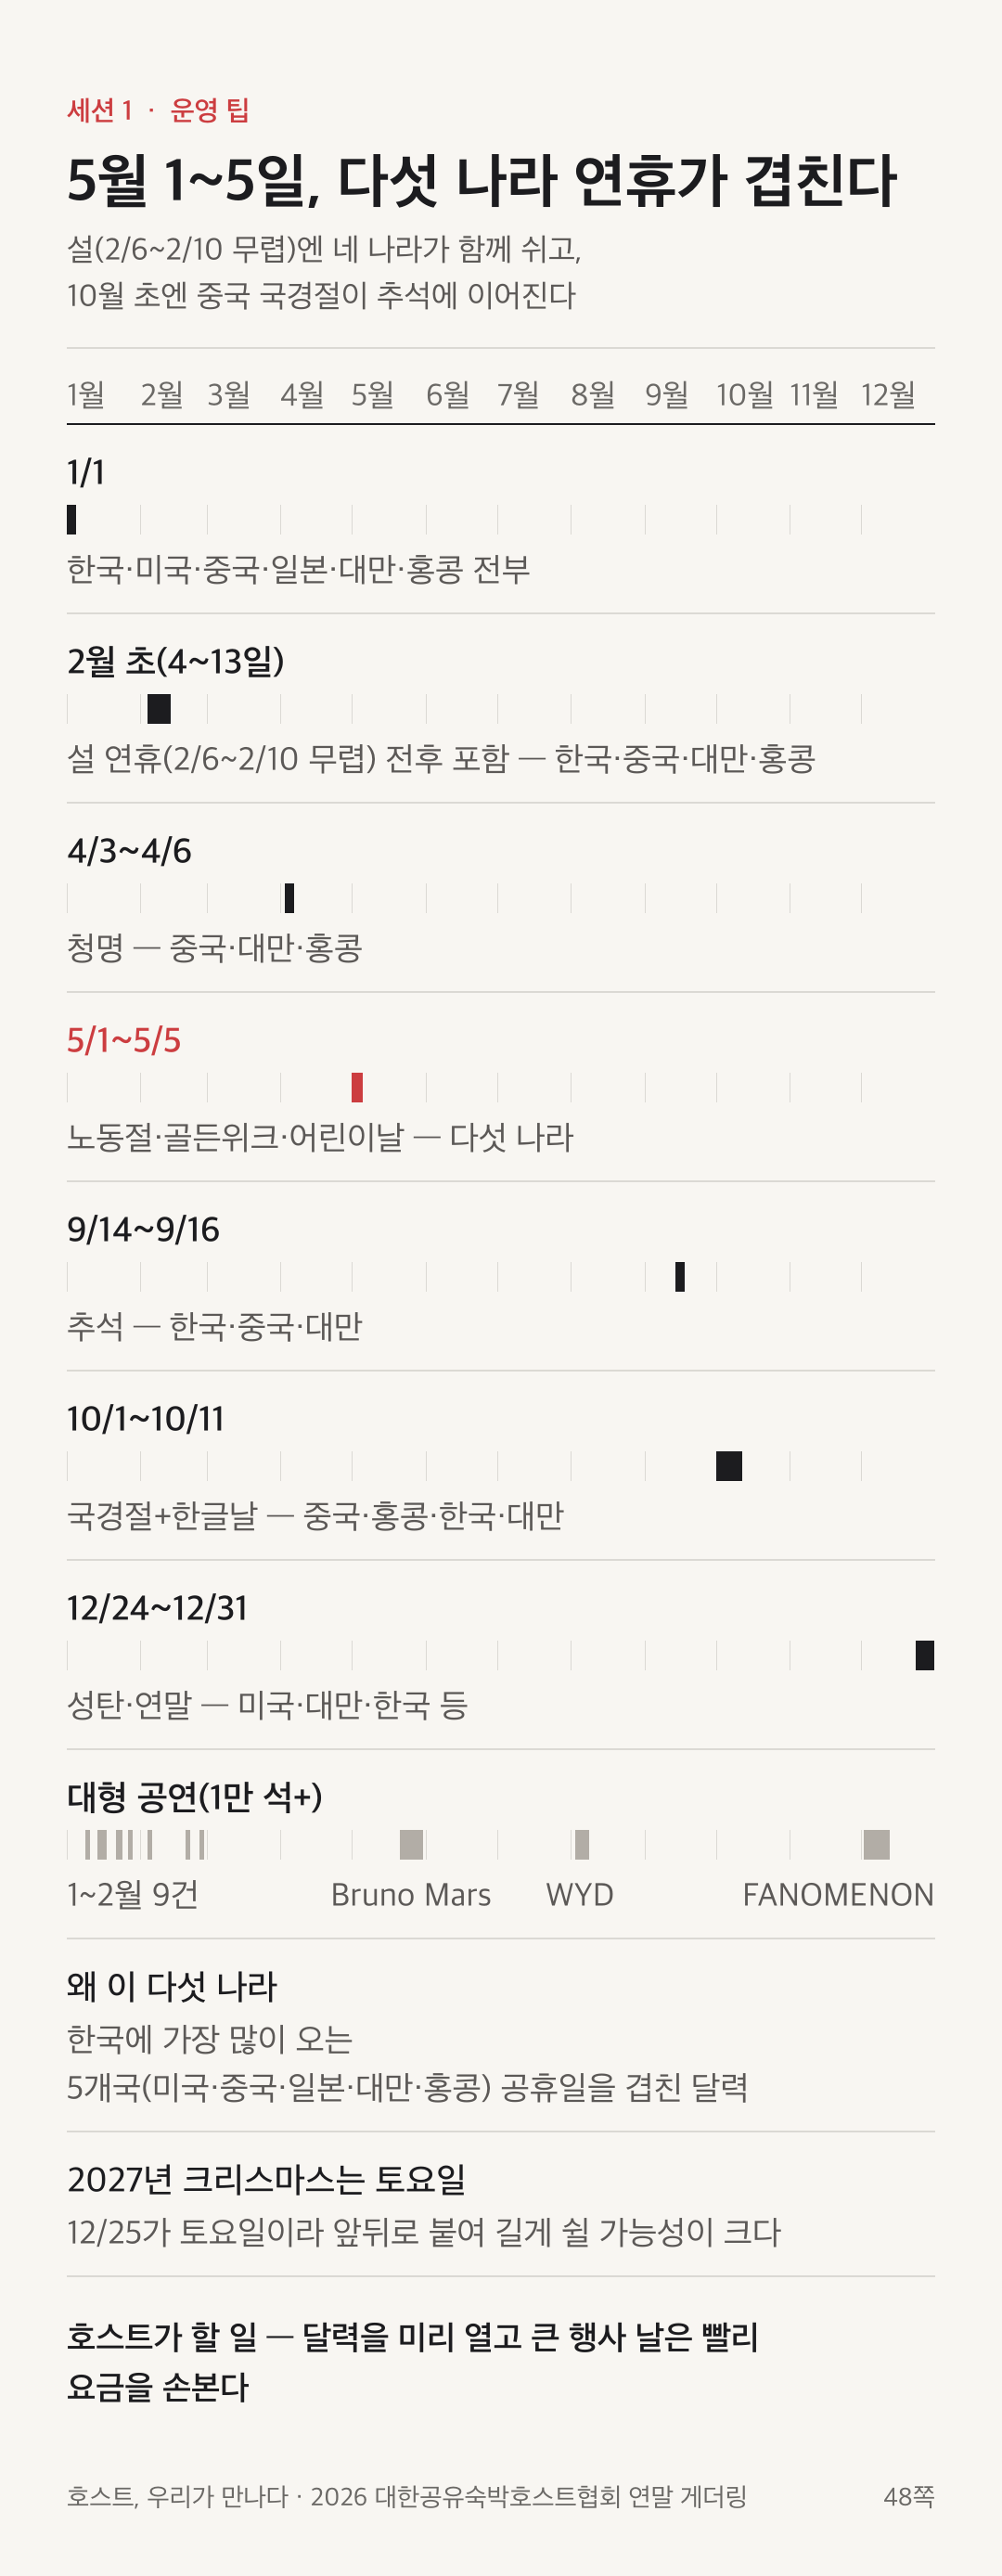 세션 1 · 운영 팁
5월 1~5일, 다섯 나라 연휴가 겹친다
설(2/6~2/10 무렵)엔 네 나라가 함께 쉬고,
10월 초엔 중국 국경절이 추석에 이어진다
1월 2월 3월 4월 5월 6월 7월 8월 9월 10월 11월 12월
1/1
한국·미국·중국·일본·대만·홍콩 전부
2월 초(4~13일)
설 연휴(2/6~2/10 무렵) 전후 포함 — 한국·중국·대만·홍콩
4/3~4/6
청명 — 중국·대만·홍콩
5/1~5/5
노동절·골든위크·어린이날 — 다섯 나라
9/14~9/16
추석 — 한국·중국·대만
10/1~10/11
국경절+한글날 — 중국·홍콩·한국·대만
12/24~12/31
성탄·연말 — 미국·대만·한국 등
대형 공연(1만 석+)
1~2월 9건 Bruno Mars WYD FANOMENON
왜 이 다섯 나라
한국에 가장 많이 오는
5개국(미국·중국·일본·대만·홍콩) 공휴일을 겹친 달력
2027년 크리스마스는 토요일
12/25가 토요일이라 앞뒤로 붙여 길게 쉴 가능성이 크다
호스트가 할 일 — 달력을 미리 열고 큰 행사 날은 빨리
요금을 손본다
호스트, 우리가 만나다 · 2026 대한공유숙박호스트협회 연말 게더링 48쪽